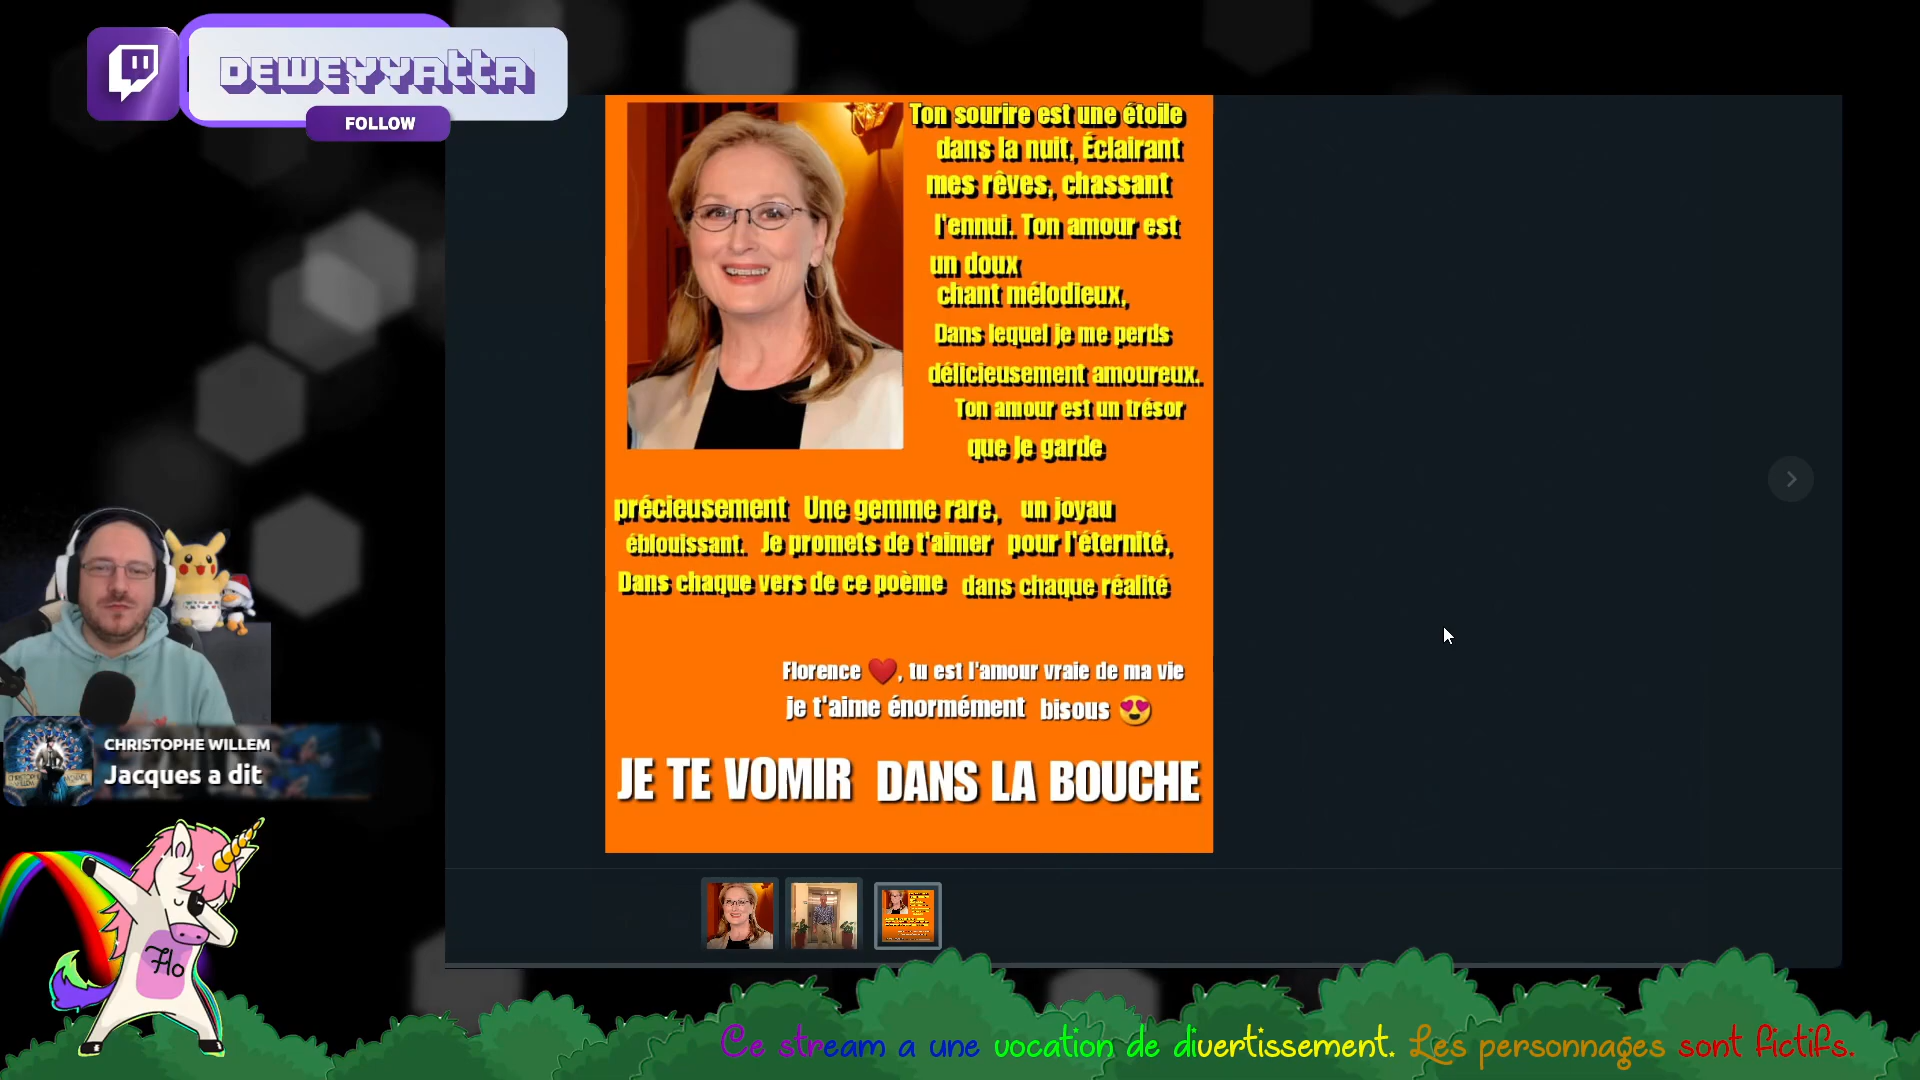 DEWEYYATTA
FOLLOW
Ton sourire est une étoile
dans la nuit, Éclairant
mes rêves, chassant
l'ennui. Ton amour est
un doux
chant mélodieux,
Dans lequel je me perds
délicieusement amoureux.
Ton amour est un trésor
que je garde
précieusement Une gemme rare, un joyau
éblouissant. Je promets de t'aimer pour l'éternité,
Dans chaque vers de ce poème dans chaque réalité
Florence ❤️, tu est l'amour vraie de ma vie
je t'aime énormément bisous 😍
JE TE VOMIR DANS LA BOUCHE
CHRISTOPHE WILLEM
Jacques a dit
Flo
Ce stream a une vocation de divertissement. Les personnages sont fictifs.